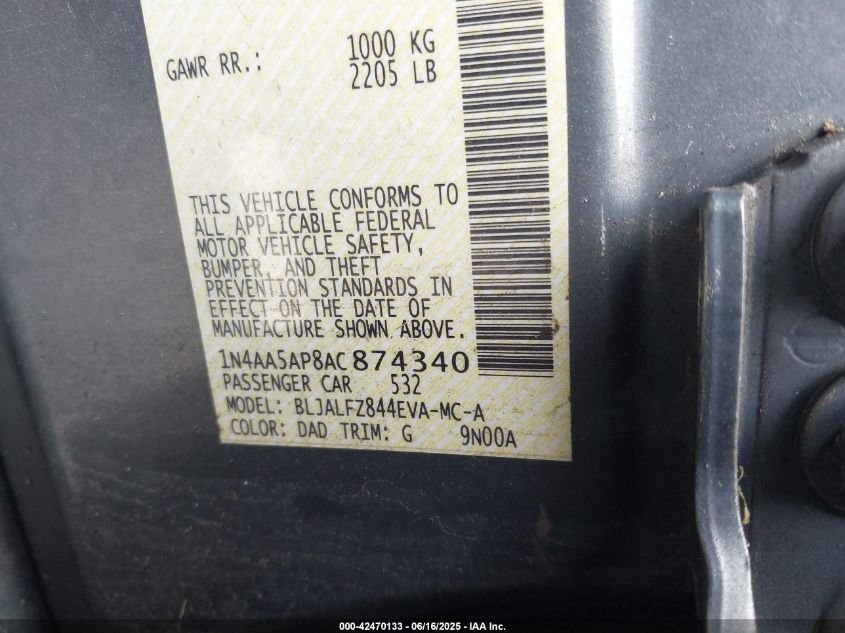 GAWR RR.: 1000 KG
2205 LB
THIS VEHICLE CONFORMS TO
ALL APPLICABLE FEDERAL
MOTOR VEHICLE SAFETY,
BUMPER, AND THEFT
PREVENTION STANDARDS IN
EFFECT ON THE DATE OF
MANUFACTURE SHOWN ABOVE.
1N4AA5AP8AC874340
PASSENGER CAR 532
MODEL: BLJALFZ844EVA-MC-A
COLOR: DAD TRIM: G 9N00A
000-42470133 - 06/16/2025 - IAA Inc.